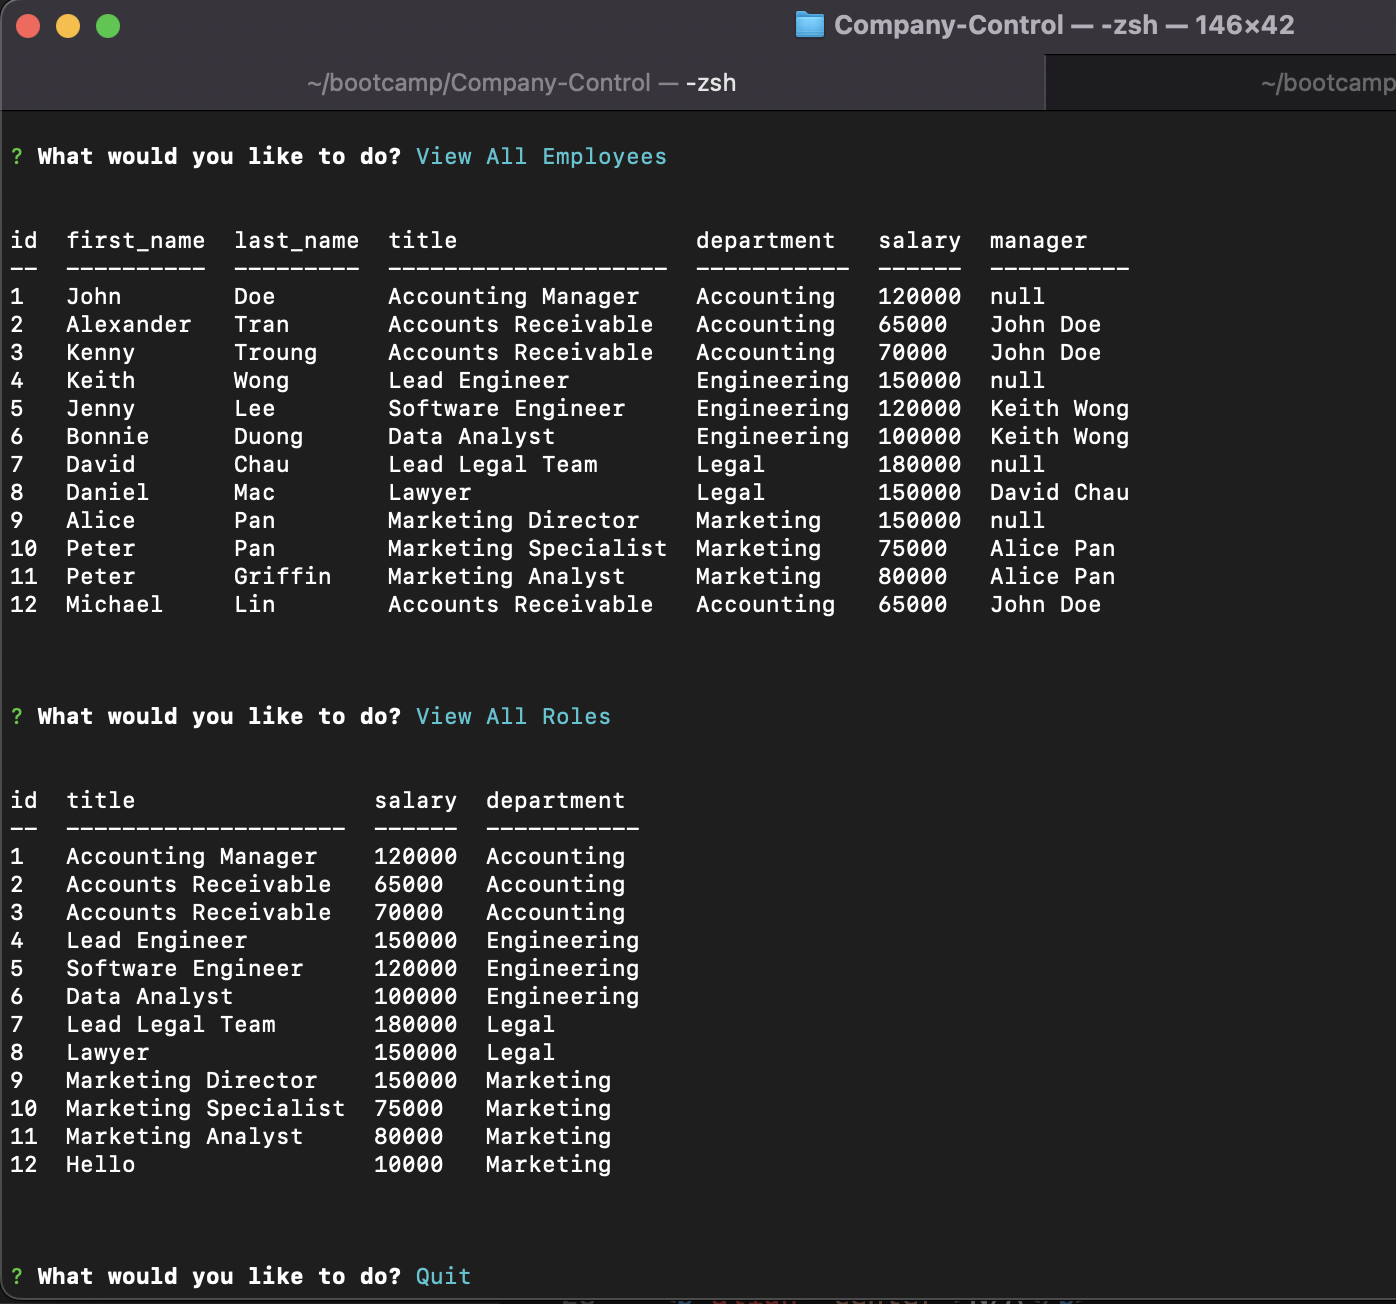 Company-Control — -zsh — 146×42
~/bootcamp/Company-Control — -zsh
~/bootcamp
? What would you like to do? View All Employees
id  first_name  last_name  title                 department   salary  manager
--  ----------  ---------  --------------------  -----------  ------  ----------
1   John        Doe        Accounting Manager    Accounting   120000  null
2   Alexander   Tran       Accounts Receivable   Accounting   65000   John Doe
3   Kenny       Troung     Accounts Receivable   Accounting   70000   John Doe
4   Keith       Wong       Lead Engineer         Engineering  150000  null
5   Jenny       Lee        Software Engineer     Engineering  120000  Keith Wong
6   Bonnie      Duong      Data Analyst          Engineering  100000  Keith Wong
7   David       Chau       Lead Legal Team       Legal        180000  null
8   Daniel      Mac        Lawyer                Legal        150000  David Chau
9   Alice       Pan        Marketing Director    Marketing    150000  null
10  Peter       Pan        Marketing Specialist  Marketing    75000   Alice Pan
11  Peter       Griffin    Marketing Analyst     Marketing    80000   Alice Pan
12  Michael     Lin        Accounts Receivable   Accounting   65000   John Doe
? What would you like to do? View All Roles
id  title                 salary  department
--  --------------------  ------  -----------
1   Accounting Manager    120000  Accounting
2   Accounts Receivable   65000   Accounting
3   Accounts Receivable   70000   Accounting
4   Lead Engineer         150000  Engineering
5   Software Engineer     120000  Engineering
6   Data Analyst          100000  Engineering
7   Lead Legal Team       180000  Legal
8   Lawyer                150000  Legal
9   Marketing Director    150000  Marketing
10  Marketing Specialist  75000   Marketing
11  Marketing Analyst     80000   Marketing
12  Hello                 10000   Marketing
? What would you like to do? Quit